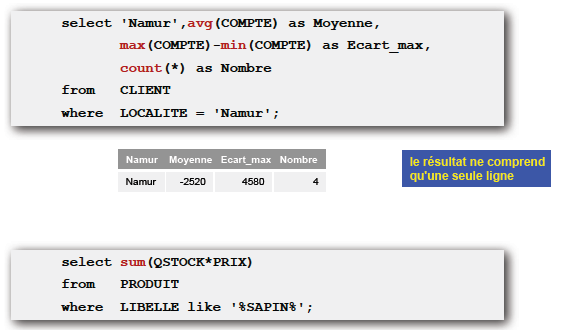 select 'Namur',avg(COMPTE) as Moyenne,
max(COMPTE)-min(COMPTE) as Ecart_max,
count(*) as Nombre
from CLIENT
where LOCALITE = 'Namur';
Namur Moyenne Ecart_max Nombre
Namur -2520 4580 4
le résultat ne comprend
qu'une seule ligne
select sum(QSTOCK*PRIX)
from PRODUIT
where LIBELLE like '%SAPIN%';